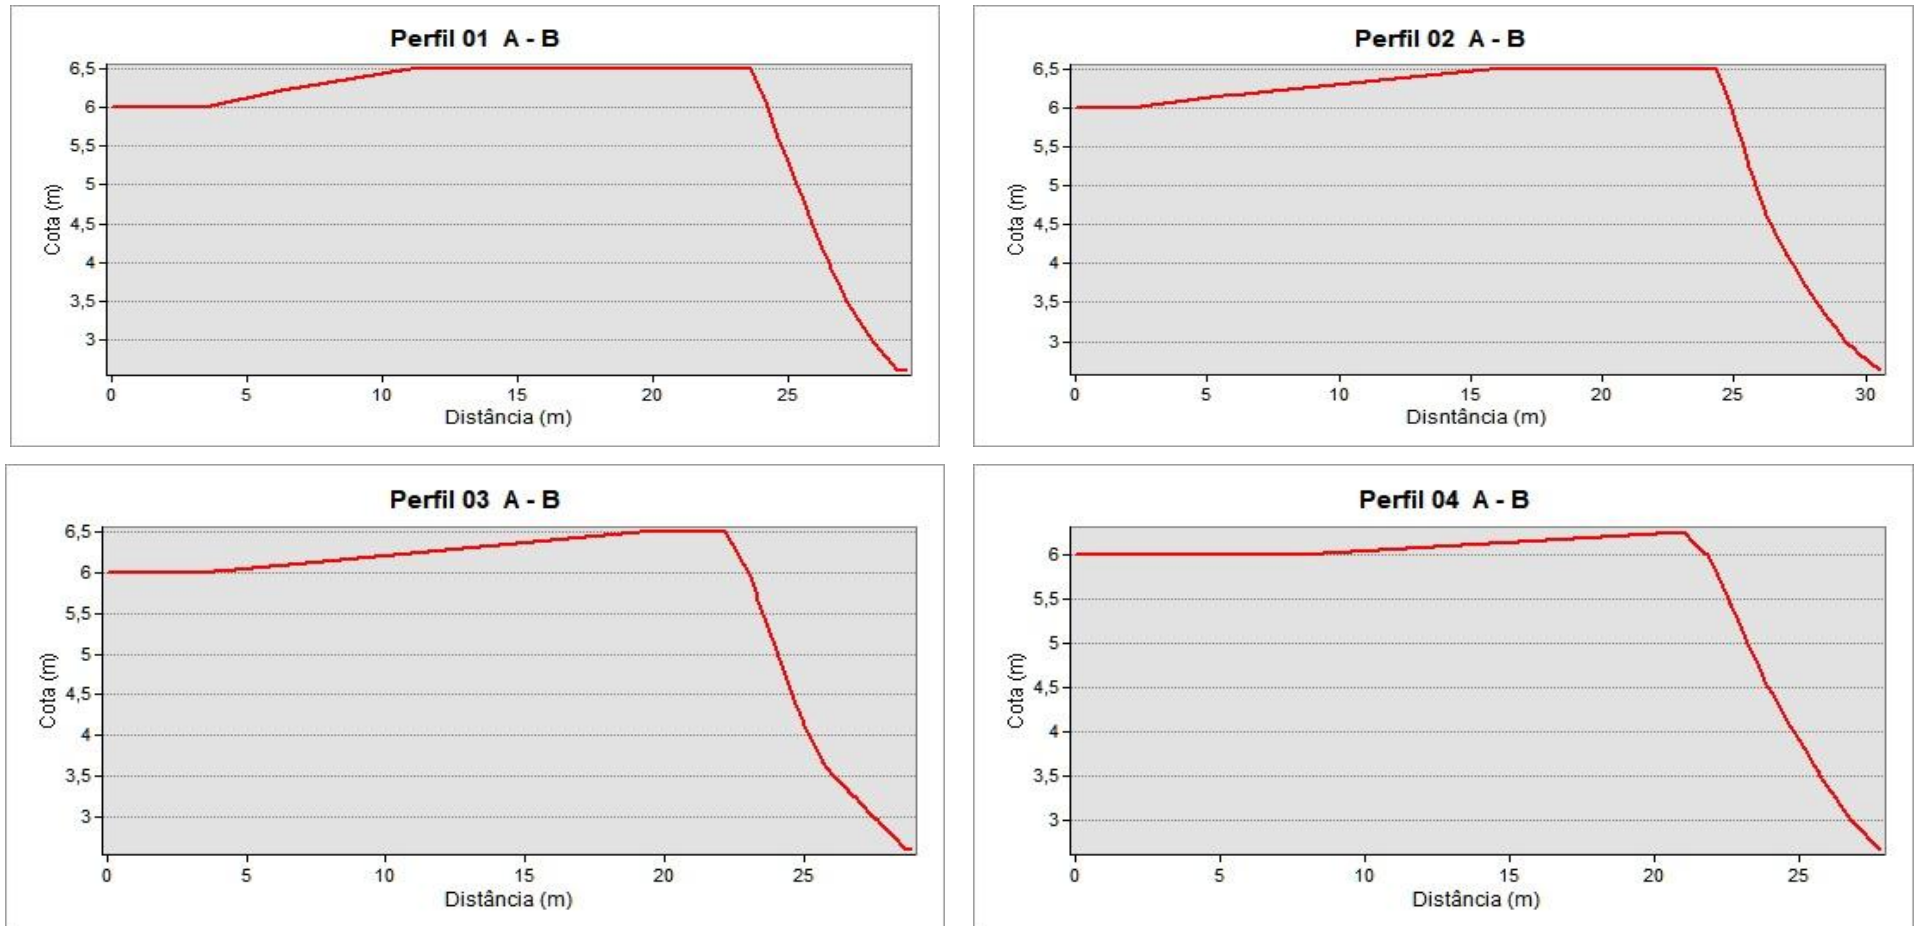 Perfil 01 A - B
6,5
6
5,5
5
4,5
4
3,5
3
Cota (m)
0 5 10 15 20 25
Distância (m)
Perfil 02 A - B
6,5
6
5,5
5
4,5
4
3,5
3
Cota (m)
0 5 10 15 20 25 30
Disntância (m)
Perfil 03 A - B
6,5
6
5,5
5
4,5
4
3,5
3
Cota (m)
0 5 10 15 20 25
Distância (m)
Perfil 04 A - B
6
5,5
5
4,5
4
3,5
3
Cota (m)
0 5 10 15 20 25
Distância (m)